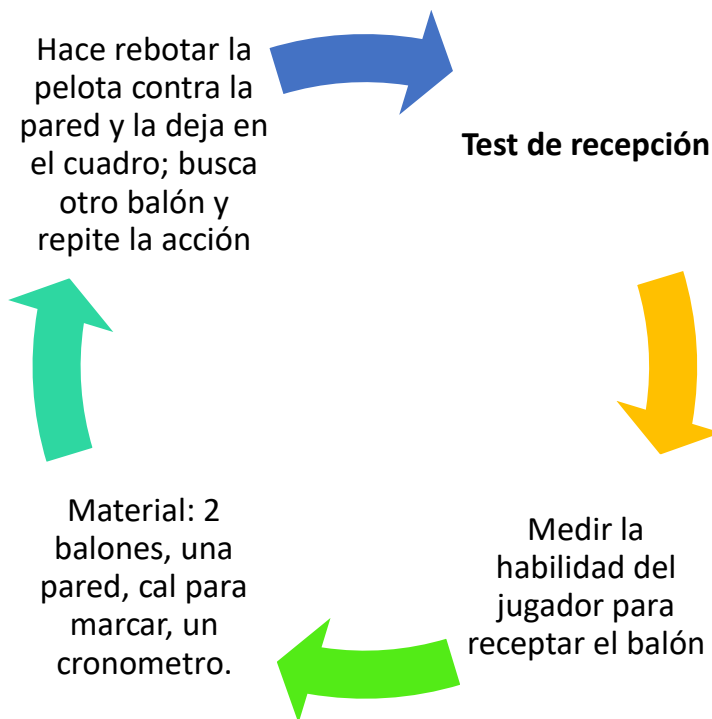 Hace rebotar la
pelota contra la
pared y la deja en
el cuadro; busca
otro balón y
repite la acción
Test de recepción
Medir la
habilidad del
jugador para
receptar el balón
Material: 2
balones, una
pared, cal para
marcar, un
cronometro.